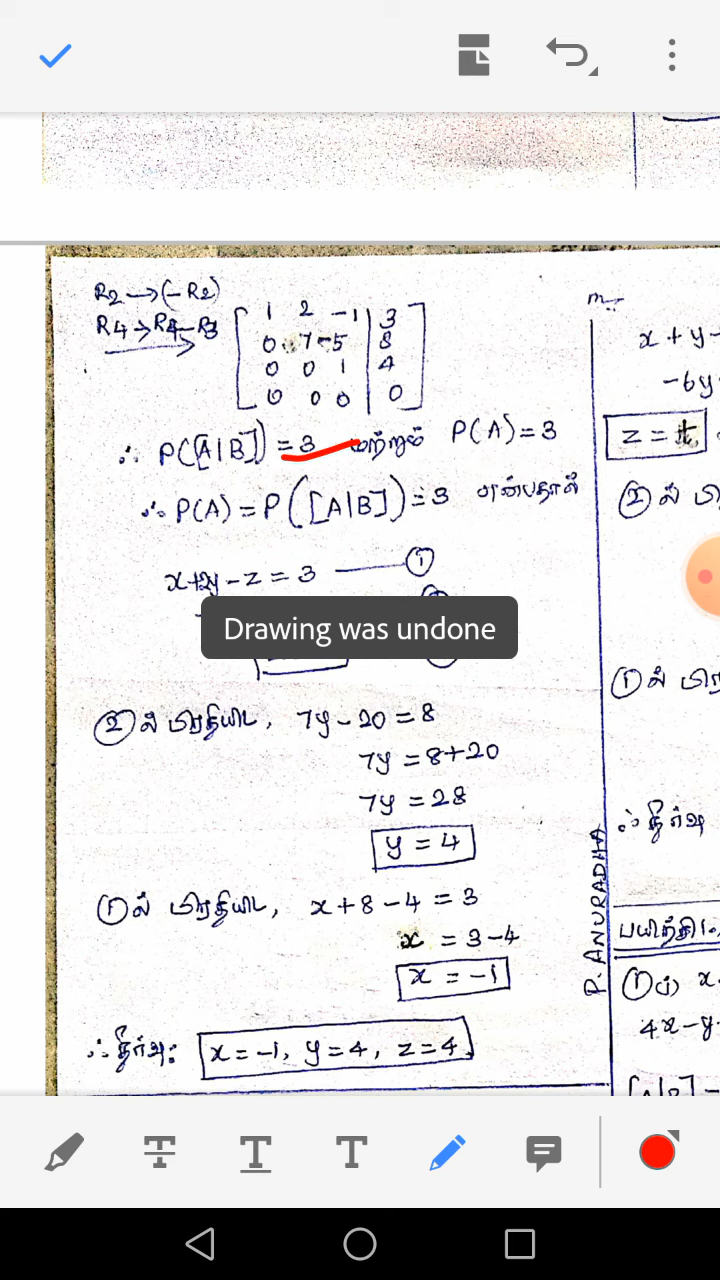 R2 → (-R2)
R4 → R4 - R3
1 2 -1 | 3
0 7 -5 | 8
0 0 1 | 4
0 0 0 | 0
∴ P([A|B]) = 3 மற்றும் P(A) = 3
∴ P(A) = P([A|B]) = 3 என்பதால்
x+2y - z = 3 —— ①
Drawing was undone
② ல் பிரதியிட, 7y - 20 = 8
7y = 8+20
7y = 28
y = 4
① ல் பிரதியிட, x + 8 - 4 = 3
x = 3 - 4
x = -1
∴ தீர்வு: x = -1, y = 4, z = 4.
P. ANURADHA
x + y -
-6y
z =
② ல்
① ல்
∴ தீர்வு
①
x
4x - y
[A|B] -
T T T